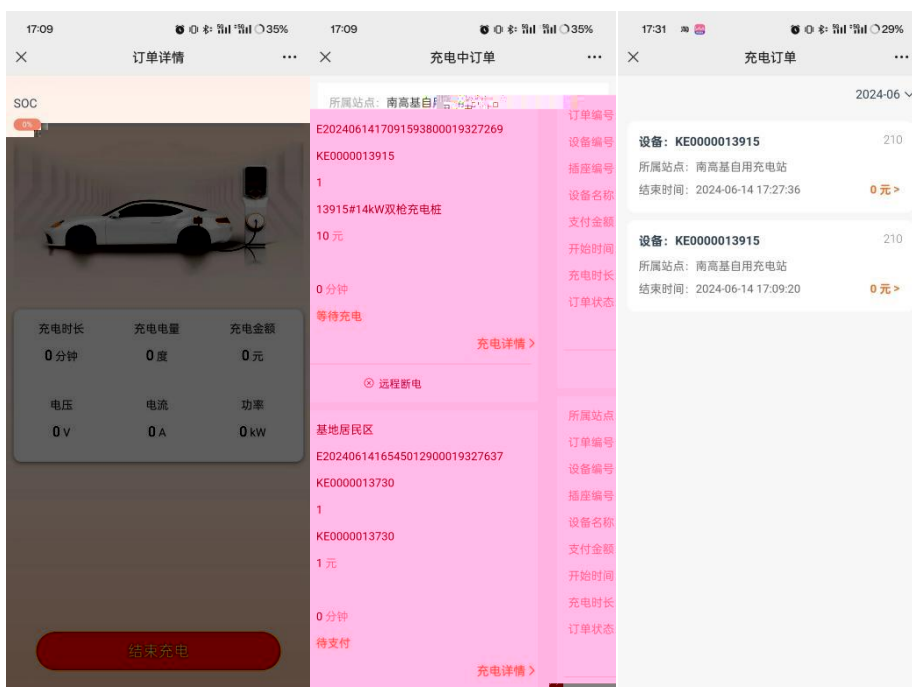 17:09
35%
订单详情
SOC
0%
充电时长 充电电量 充电金额
0 分钟 0 度 0 元
电压 电流 功率
0 V 0 A 0 kW
结束充电
17:09
35%
充电中订单
所属站点: 南高基自用
订单编号
E2024061417091593800019327269
设备编号
KE0000013915
插座编号
1
设备名称
13915#14kW双枪充电桩
支付金额
10 元
开始时间
充电时长
0 分钟
订单状态
等待充电
充电详情 >
远程断电
所属站点
基地居民区
订单编号
E2024061416545012900019327637
设备编号
KE0000013730
插座编号
1
设备名称
KE0000013730
支付金额
1 元
开始时间
充电时长
0 分钟
订单状态
待支付
充电详情 >
17:31
29%
充电订单
2024-06
设备: KE0000013915 210
所属站点: 南高基自用充电站
结束时间: 2024-06-14 17:27:36 0 元 >
设备: KE0000013915 210
所属站点: 南高基自用充电站
结束时间: 2024-06-14 17:09:20 0 元 >